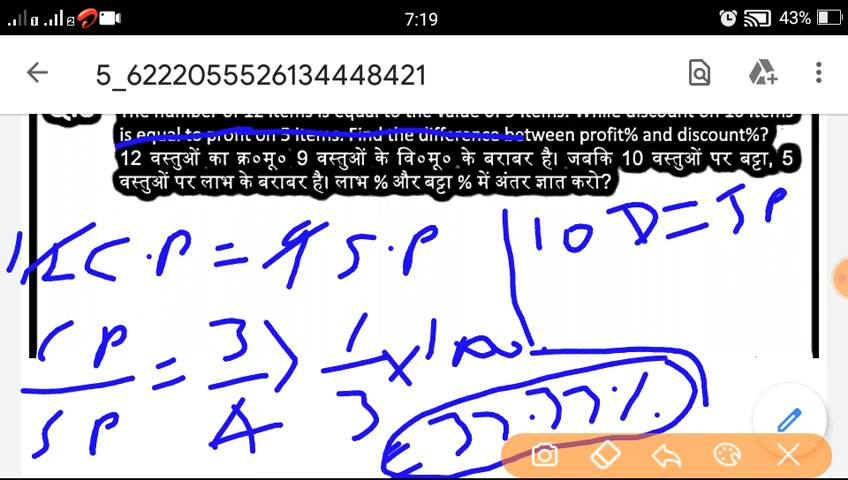 7:19
43%
5_6222055526134448421
is equal to profit on 5 items. Find the difference between profit% and discount%?
12 वस्तुओं का क्र०मू० 9 वस्तुओं के वि०मू० के बराबर है। जबकि 10 वस्तुओं पर बट्टा, 5
वस्तुओं पर लाभ के बराबर है। लाभ % और बट्टा % में अंतर ज्ञात करो?
12 C.P = 9 S.P
10 D = 5 P
CP/SP = 3/4 > 1/3 × 100
= 33.33%